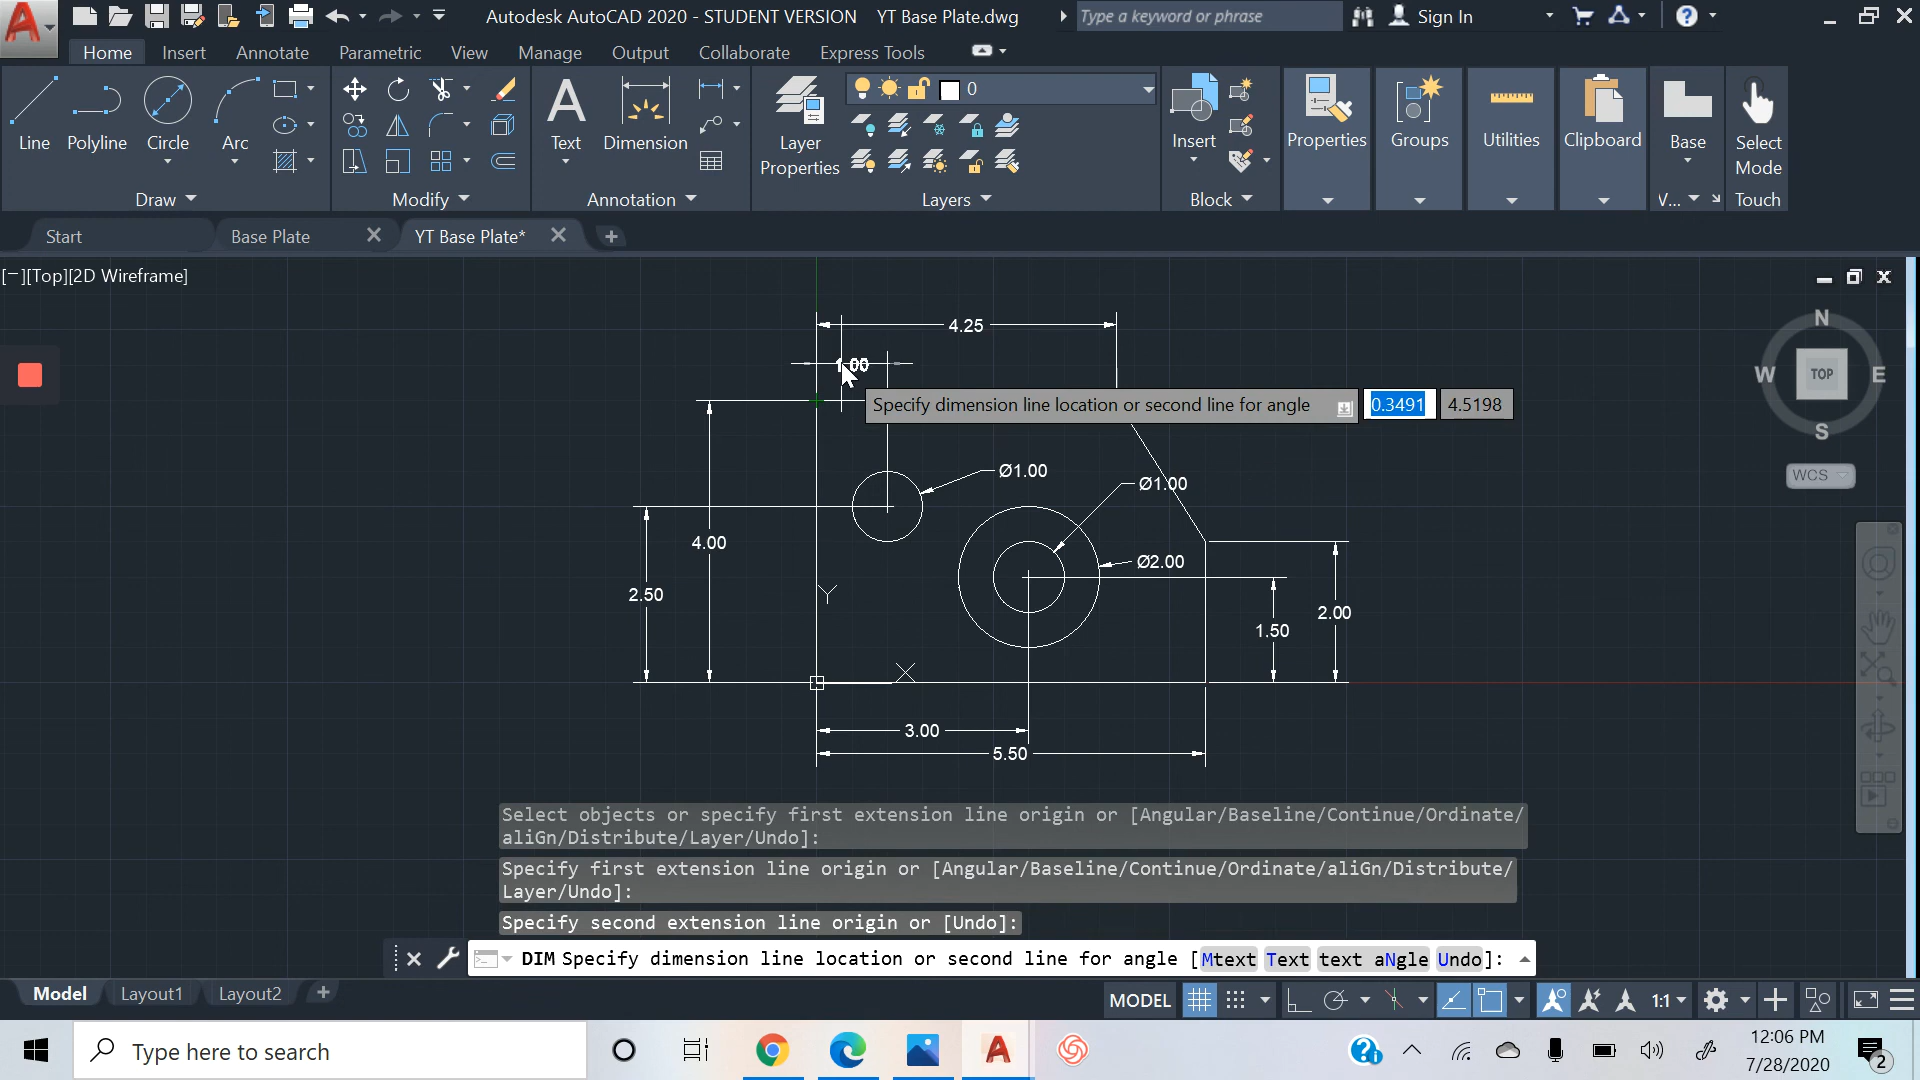 Autodesk AutoCAD 2020 - STUDENT VERSION YT Base Plate.dwg
Type a keyword or phrase
Sign In
Home Insert Annotate Parametric View Manage Output Collaborate Express Tools
Line Polyline Circle Arc
Text Dimension
Layer Properties
0
Insert
Properties Groups Utilities Clipboard Base
Select Mode
Draw Modify Annotation Layers Block V... Touch
Start Base Plate YT Base Plate*
[−][Top][2D Wireframe]
N
W TOP E
S
WCS
4.25
1.00
Specify dimension line location or second line for angle 0.3491 4.5198
Ø1.00
Ø1.00
4.00
Ø2.00
2.50
Y
2.00
1.50
X
3.00
5.50
Select objects or specify first extension line origin or [Angular/Baseline/Continue/Ordinate/
aliGn/Distribute/Layer/Undo]:
Specify first extension line origin or [Angular/Baseline/Continue/Ordinate/aliGn/Distribute/
Layer/Undo]:
Specify second extension line origin or [Undo]:
DIM Specify dimension line location or second line for angle [Mtext Text text aNgle Undo]:
Model Layout1 Layout2
MODEL 1:1
Type here to search
12:06 PM
7/28/2020
2